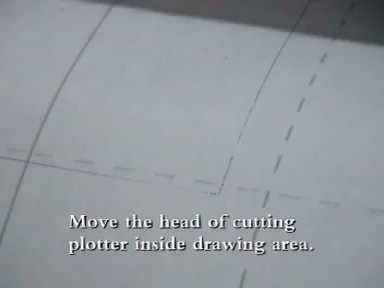 Move the head of cutting
plotter inside drawing area.